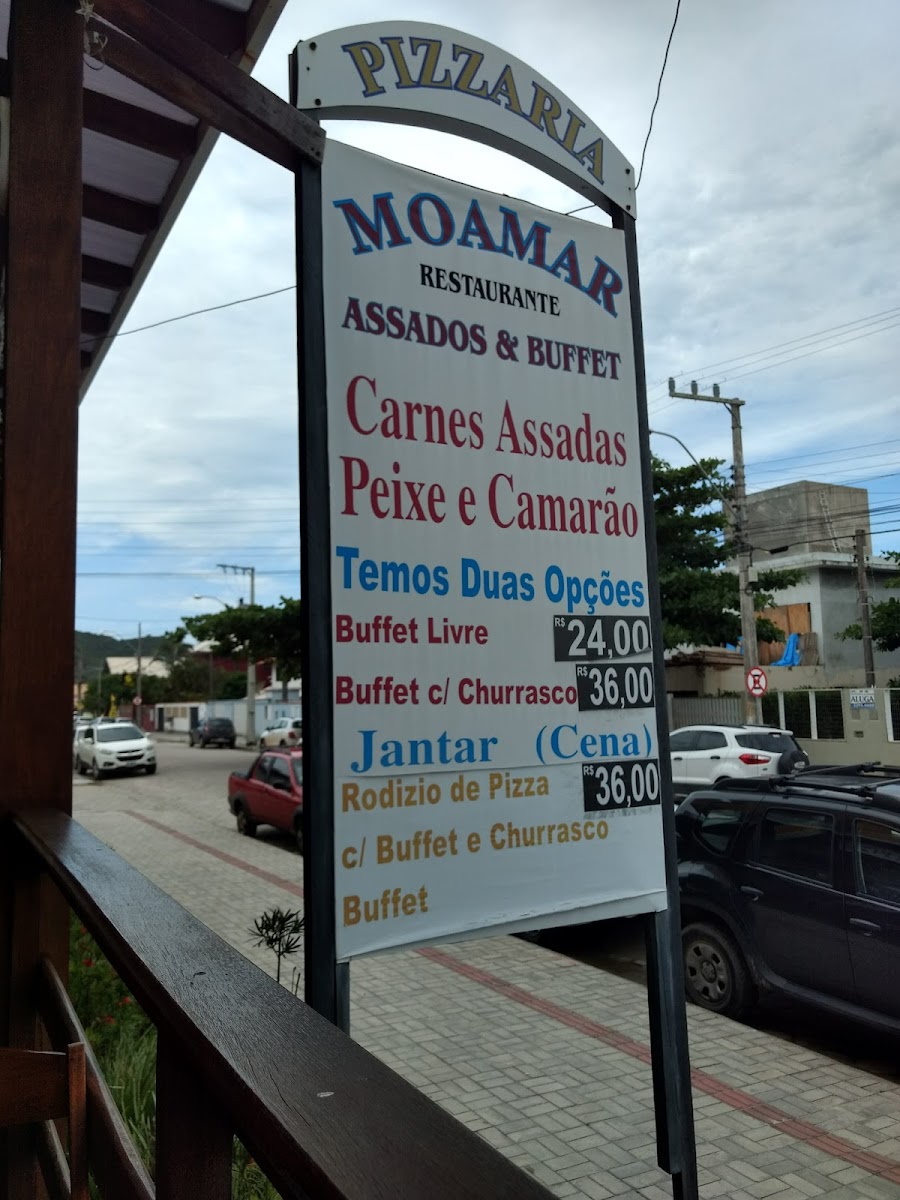 PIZZARIA
MOAMAR
RESTAURANTE
ASSADOS & BUFFET
Carnes Assadas
Peixe e Camarão
Temos Duas Opções
Buffet Livre R$ 24,00
Buffet c/ Churrasco R$ 36,00
Jantar (Cena)
Rodizio de Pizza R$ 36,00
c/ Buffet e Churrasco
Buffet
ALUGA